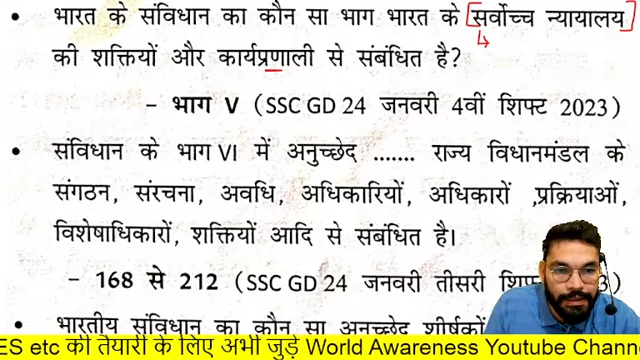 • भारत के संविधान का कौन सा भाग भारत के [सर्वोच्च न्यायालय]
की शक्तियों और कार्यप्रणाली से संबंधित है?
– भाग V (SSC GD 24 जनवरी 4वीं शिफ्ट 2023)
• संविधान के भाग VI में अनुच्छेद ....... राज्य विधानमंडल के
संगठन, संरचना, अवधि, अधिकारियों, अधिकारों ,प्रक्रियाओं,
विशेषाधिकारों, शक्तियों आदि से संबंधित है।
– 168 से 212 (SSC GD 24 जनवरी तीसरी 3)
• भारतीय संविधान का कौन सा अनुच्छेद शीर्षकों
ES etc की तैयारी के लिए अभी जुड़े World Awareness Youtube Chann